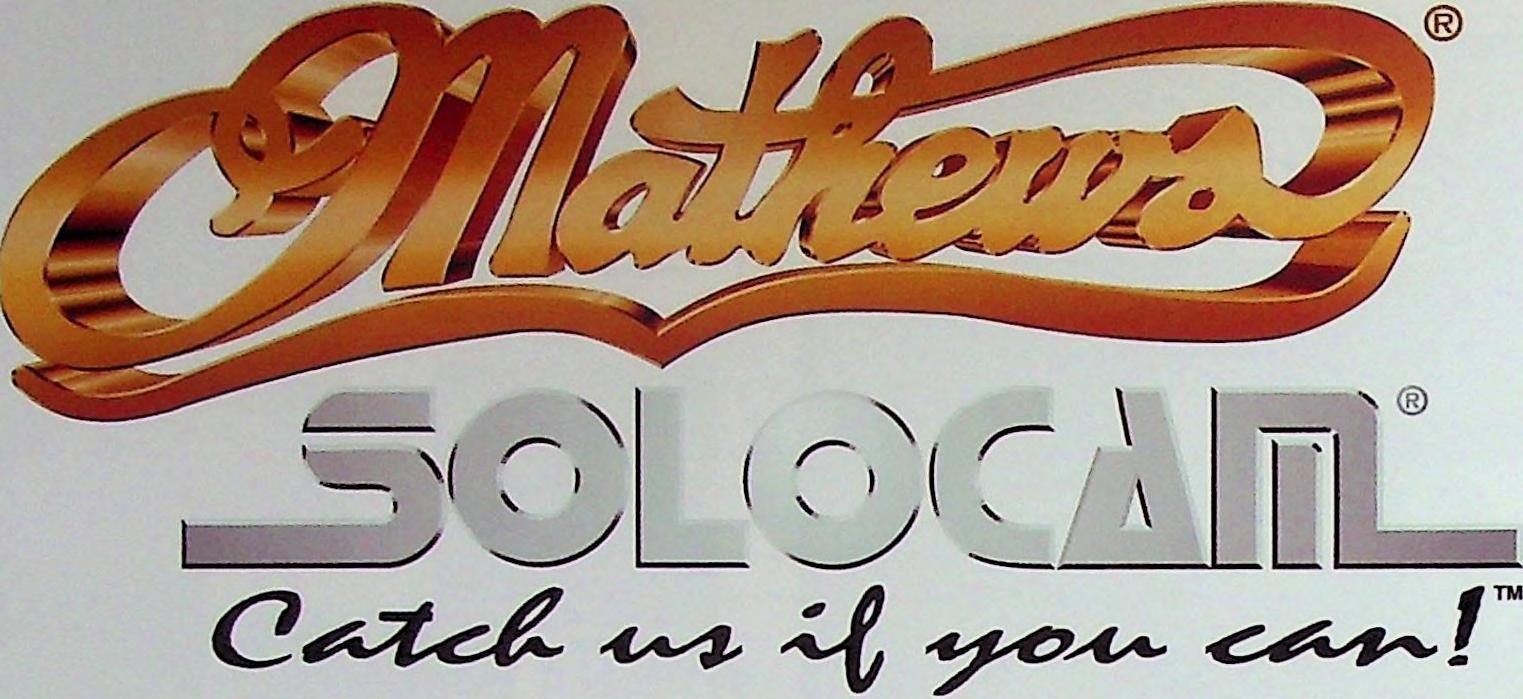 Mathews®
SOLOCAM®
Catch us if you can!™